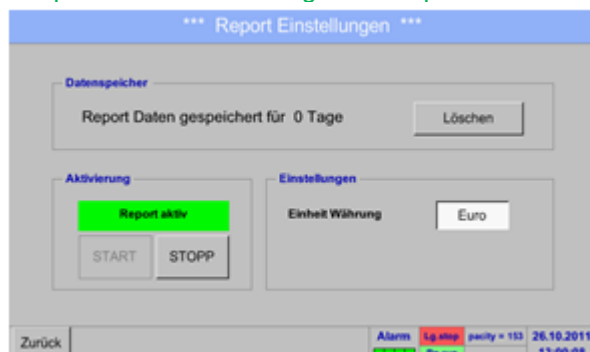 *** Report Einstellungen ***
Datenspeicher
Report Daten gespeichert für 0 Tage
Löschen
Aktivierung
Report aktiv
START
STOPP
Einstellungen
Einheit Währung
Euro
Zurück
Alarm
Lg.stop
pacity = 153
26.10.2011